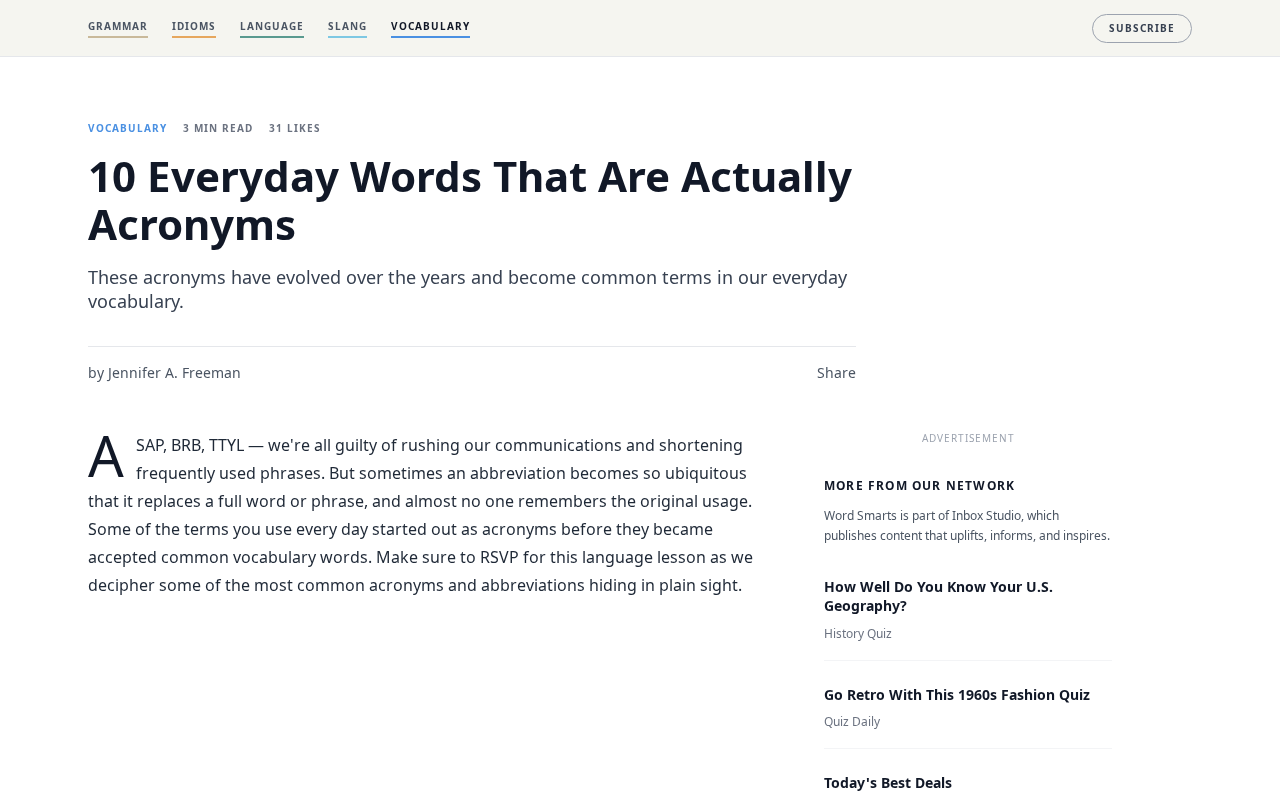 GRAMMAR IDIOMS LANGUAGE SLANG VOCABULARY SUBSCRIBE
VOCABULARY 3 MIN READ 31 LIKES
10 Everyday Words That Are Actually
Acronyms
These acronyms have evolved over the years and become common terms in our everyday
vocabulary.
by Jennifer A. Freeman Share
ASAP, BRB, TTYL — we're all guilty of rushing our communications and shortening
frequently used phrases. But sometimes an abbreviation becomes so ubiquitous
that it replaces a full word or phrase, and almost no one remembers the original usage.
Some of the terms you use every day started out as acronyms before they became
accepted common vocabulary words. Make sure to RSVP for this language lesson as we
decipher some of the most common acronyms and abbreviations hiding in plain sight.
ADVERTISEMENT
MORE FROM OUR NETWORK
Word Smarts is part of Inbox Studio, which
publishes content that uplifts, informs, and inspires.
How Well Do You Know Your U.S.
Geography?
History Quiz
Go Retro With This 1960s Fashion Quiz
Quiz Daily
Today's Best Deals